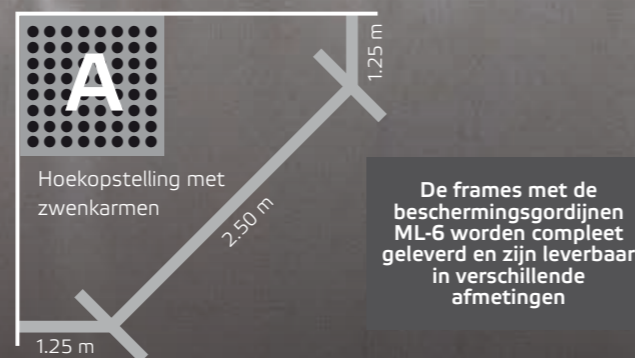 A
1.25 m
Hoekopstelling met
zwenkarmen
2.50 m
1.25 m
De frames met de
beschermingsgordijnen
ML-6 worden compleet
geleverd en zijn leverbaar
in verschillende
afmetingen